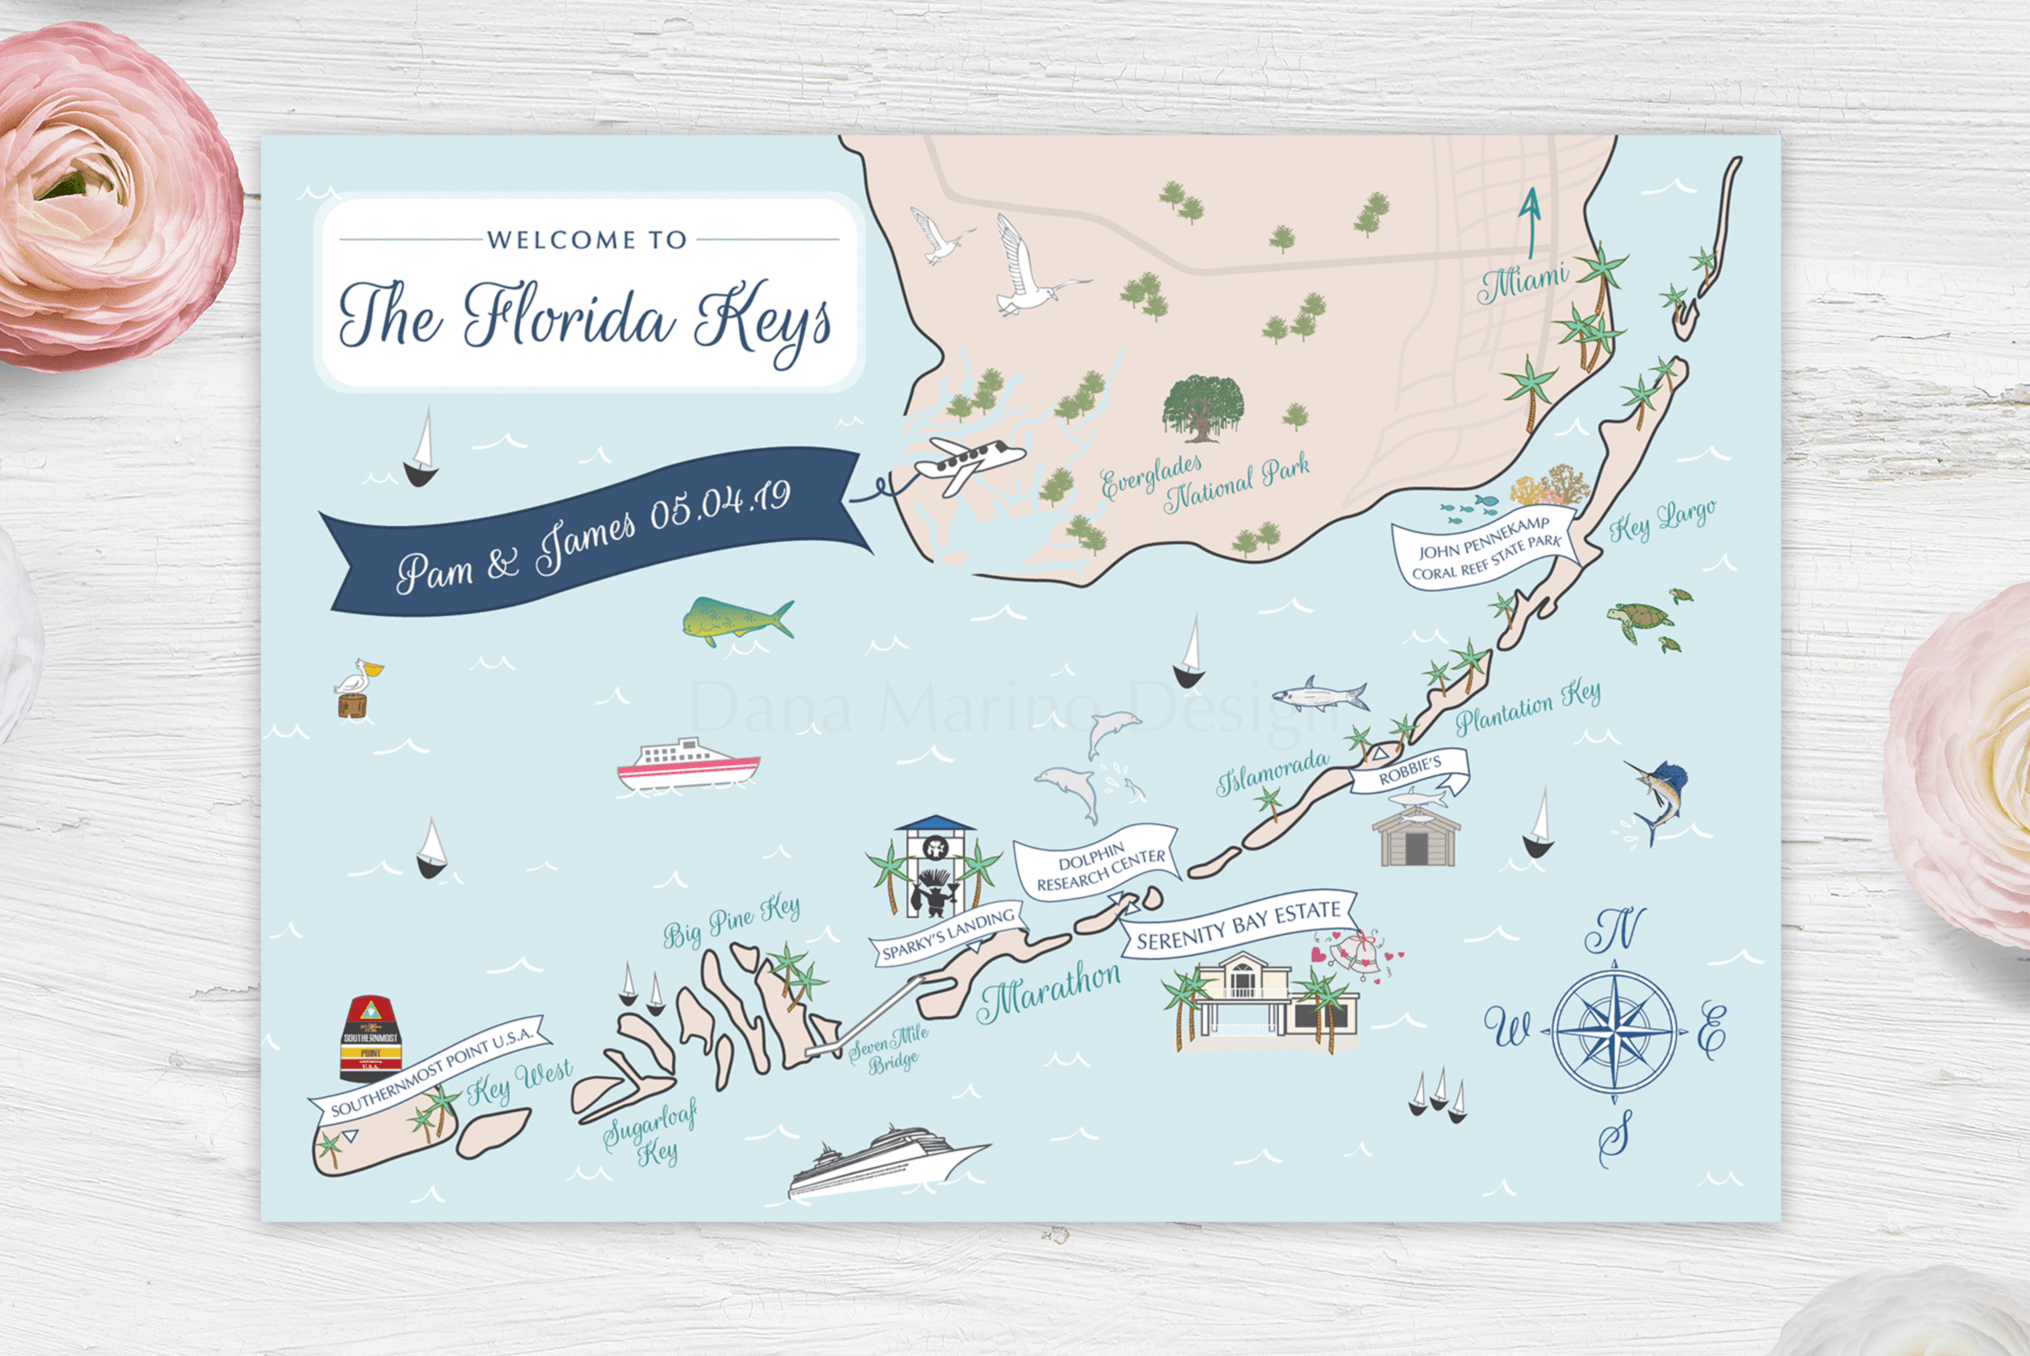 WELCOME TO
The Florida Keys
Pam & James 05.04.19
Miami
Everglades
National Park
JOHN PENNEKAMP
CORAL REEF STATE PARK
Key Largo
Plantation Key
Dana Marino Design
Islamorada
ROBBIE'S
DOLPHIN
RESEARCH CENTER
SERENITY BAY ESTATE
SPARKY'S LANDING
Big Pine Key
Marathon
Seven Mile
Bridge
SOUTHERNMOST
POINT
U.S.A.
SOUTHERNMOST POINT U.S.A.
Key West
Sugarloaf
Key
N
W
E
S